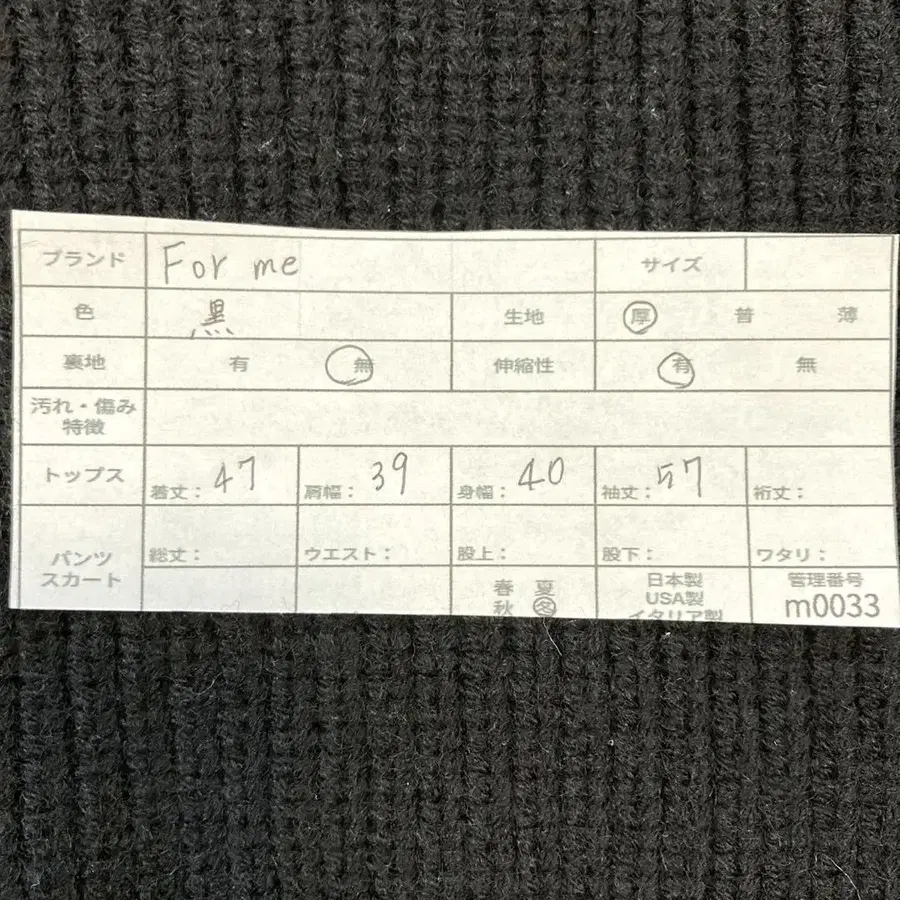 ブランド For me サイズ
色 黒 生地 厚 普 薄
裏地 有 無 伸縮性 有 無
汚れ・傷み
特徴
トップス 着丈: 47 肩幅: 39 身幅: 40 袖丈: 57 裄丈:
パンツ
スカート
総丈: ウエスト: 股上: 股下: ワタリ:
春 夏
秋 冬
日本製
USA製
イタリア製
管理番号
m0033